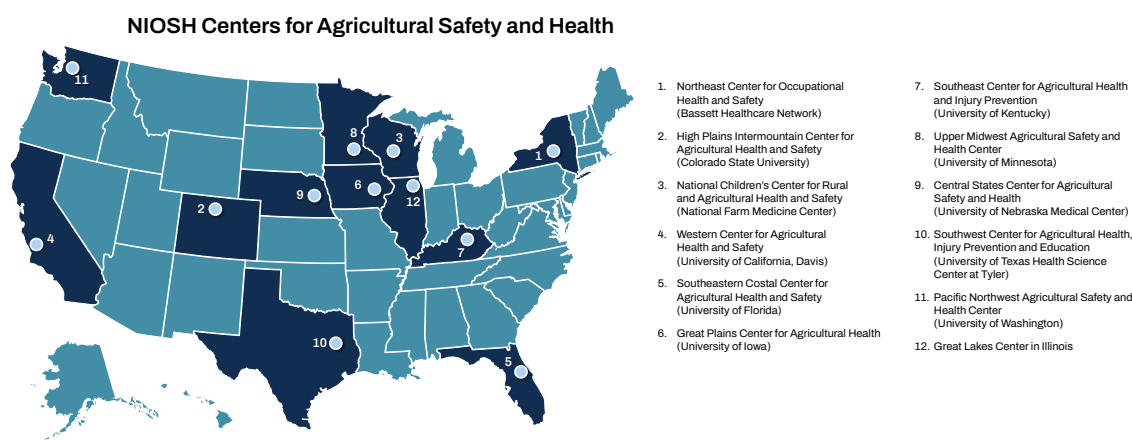 NIOSH Centers for Agricultural Safety and Health
11
8
3
1
6
9
12
2
4
7
10
5
1. Northeast Center for Occupational
Health and Safety
(Bassett Healthcare Network)
2. High Plains Intermountain Center for
Agricultural Health and Safety
(Colorado State University)
3. National Children's Center for Rural
and Agricultural Health and Safety
(National Farm Medicine Center)
4. Western Center for Agricultural
Health and Safety
(University of California, Davis)
5. Southeastern Costal Center for
Agricultural Health and Safety
(University of Florida)
6. Great Plains Center for Agricultural Health
(University of Iowa)
7. Southeast Center for Agricultural Health
and Injury Prevention
(University of Kentucky)
8. Upper Midwest Agricultural Safety and
Health Center
(University of Minnesota)
9. Central States Center for Agricultural
Safety and Health
(University of Nebraska Medical Center)
10. Southwest Center for Agricultural Health,
Injury Prevention and Education
(University of Texas Health Science
Center at Tyler)
11. Pacific Northwest Agricultural Safety and
Health Center
(University of Washington)
12. Great Lakes Center in Illinois